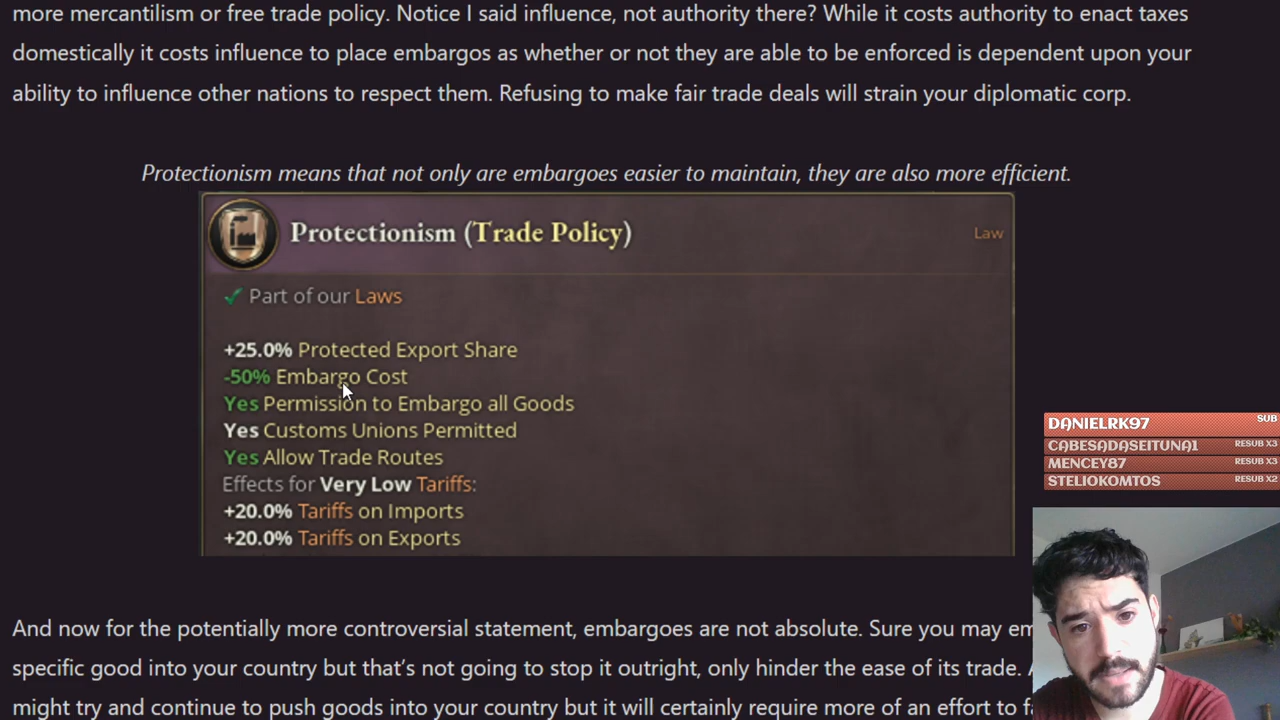 more mercantilism or free trade policy. Notice I said influence, not authority there? While it costs authority to enact taxes
domestically it costs influence to place embargos as whether or not they are able to be enforced is dependent upon your
ability to influence other nations to respect them. Refusing to make fair trade deals will strain your diplomatic corp.
Protectionism means that not only are embargoes easier to maintain, they are also more efficient.
Protectionism (Trade Policy)
Law
Part of our Laws
+25.0% Protected Export Share
-50% Embargo Cost
Yes Permission to Embargo all Goods
Yes Customs Unions Permitted
Yes Allow Trade Routes
Effects for Very Low Tariffs:
+20.0% Tariffs on Imports
+20.0% Tariffs on Exports
DANIELRK97 SUB
CABESADASEITUNA1 RESUB X3
MENCEY87 RESUB X3
STELIOKOMTOS RESUB X2
And now for the potentially more controversial statement, embargoes are not absolute. Sure you may em
specific good into your country but that's not going to stop it outright, only hinder the ease of its trade.
might try and continue to push goods into your country but it will certainly require more of an effort to